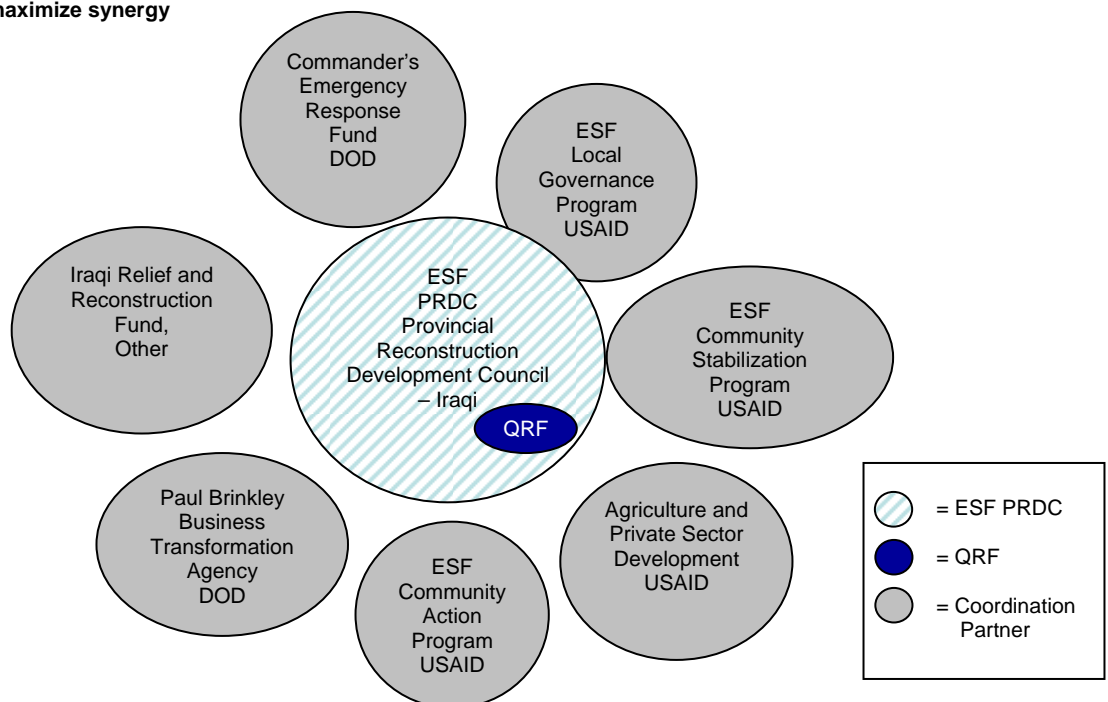 maximize synergy
Commander's
Emergency
Response
Fund
DOD
ESF
Local
Governance
Program
USAID
Iraqi Relief and
Reconstruction
Fund,
Other
ESF
PRDC
Provincial
Reconstruction
Development Council
– Iraqi
QRF
ESF
Community
Stabilization
Program
USAID
Paul Brinkley
Business
Transformation
Agency
DOD
ESF
Community
Action
Program
USAID
Agriculture and
Private Sector
Development
USAID
= ESF PRDC
= QRF
= Coordination
Partner